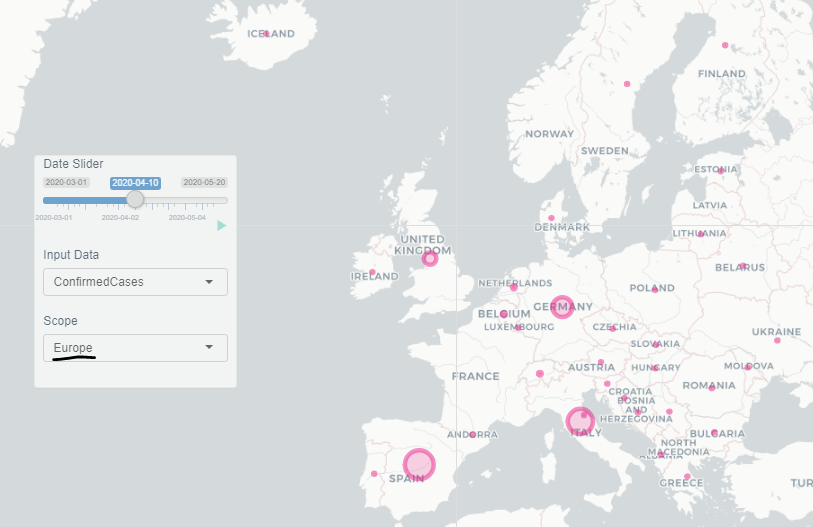 ICELAND
FINLAND
NORWAY
SWEDEN
Date Slider
ESTONIA
2020-03-01 2020-04-10 2020-05-20
LATVIA
2020-03-01 2020-04-02 2020-05-04
DENMARK
LITHUANIA
UNITED
KINGDOM
Input Data
BELARUS
IRELAND
ConfirmedCases
NETHERLANDS
POLAND
GERMANY
BELGIUM
Scope
LUXEMBOURG
CZECHIA
UKRAINE
SLOVAKIA
Europe
AUSTRIA
HUNGARY
MOLDOVA
FRANCE
ROMANIA
CROATIA
BOSNIA
AND
HERZEGOVINA
ITALY
ANDORRA
BULGARIA
NORTH
MACEDONIA
ALBANIA
SPAIN
GREECE
TUR